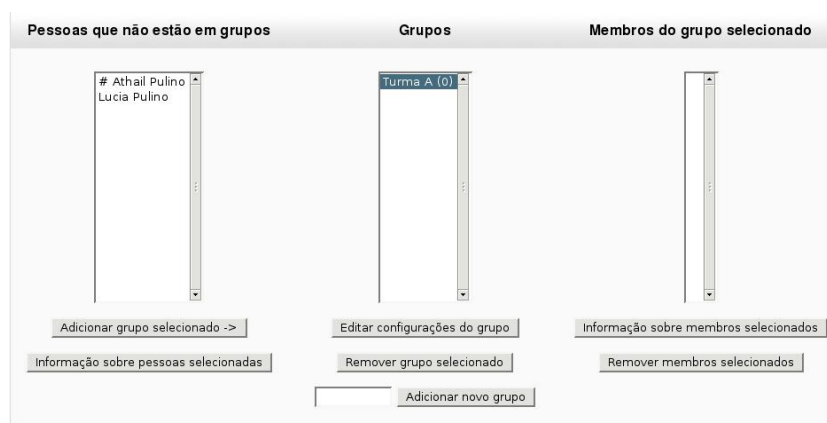 Pessoas que não estão em grupos
Grupos
Membros do grupo selecionado
# Athail Pulino
Lucia Pulino
Turma A (0)
Adicionar grupo selecionado ->
Editar configurações do grupo
Informação sobre membros selecionados
Informação sobre pessoas selecionadas
Remover grupo selecionado
Remover membros selecionados
Adicionar novo grupo